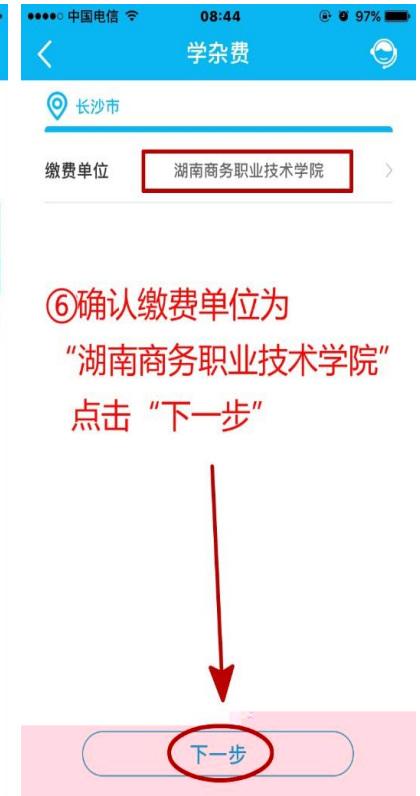 中国电信 08:44 97%
学杂费
长沙市
缴费单位 湖南商务职业技术学院
⑥确认缴费单位为
“湖南商务职业技术学院”
点击“下一步”
下一步